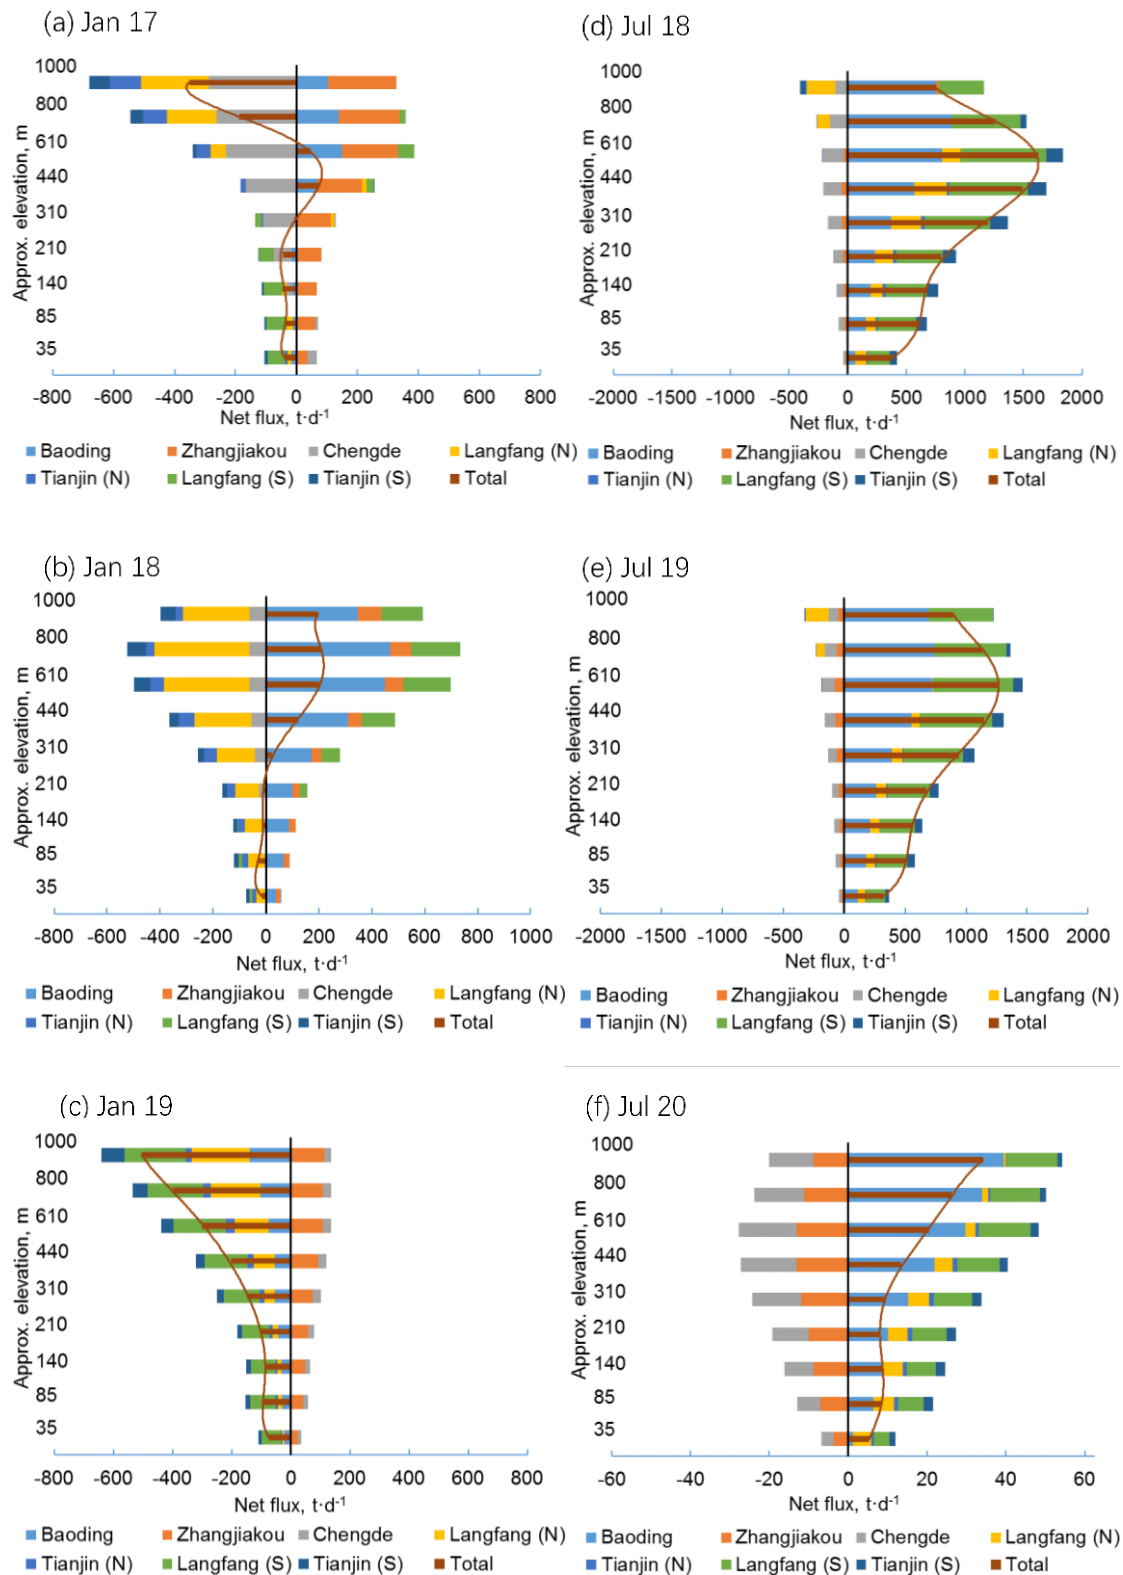 (a) Jan 17
1000
800
610
440
310
210
140
85
35
Approx. elevation, m
-800 -600 -400 -200 0 200 400 600 800
Net flux, t·d-1
Baoding Zhangjiakou Chengde Langfang (N)
Tianjin (N) Langfang (S) Tianjin (S) Total
(d) Jul 18
1000
800
610
440
310
210
140
85
35
Approx. elevation, m
-2000 -1500 -1000 -500 0 500 1000 1500 2000
Net flux, t·d-1
Baoding Zhangjiakou Chengde Langfang (N)
Tianjin (N) Langfang (S) Tianjin (S) Total
(b) Jan 18
1000
800
610
440
310
210
140
85
35
Approx. elevation, m
-800 -600 -400 -200 0 200 400 600 800 1000
Net flux, t·d-1
Baoding Zhangjiakou Chengde Langfang (N)
Tianjin (N) Langfang (S) Tianjin (S) Total
(e) Jul 19
1000
800
610
440
310
210
140
85
35
Approx. elevation, m
-2000 -1500 -1000 -500 0 500 1000 1500 2000
Net flux, t·d-1
Baoding Zhangjiakou Chengde Langfang (N)
Tianjin (N) Langfang (S) Tianjin (S) Total
(c) Jan 19
1000
800
610
440
310
210
140
85
35
Approx. elevation, m
-800 -600 -400 -200 0 200 400 600 800
Net flux, t·d-1
Baoding Zhangjiakou Chengde Langfang (N)
Tianjin (N) Langfang (S) Tianjin (S) Total
(f) Jul 20
1000
800
610
440
310
210
140
85
35
Approx. elevation, m
-60 -40 -20 0 20 40 60
Net flux, t·d-1
Baoding Zhangjiakou Chengde Langfang (N)
Tianjin (N) Langfang (S) Tianjin (S) Total